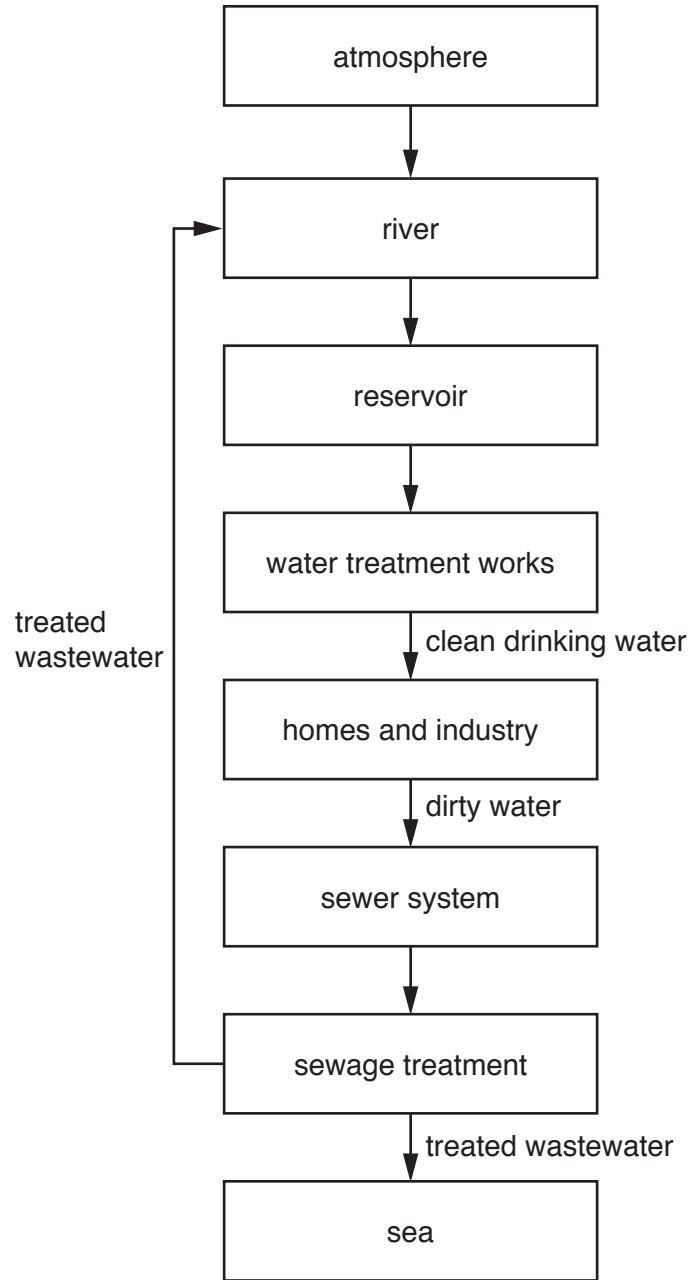 atmosphere
river
reservoir
water treatment works
treated
wastewater
clean drinking water
homes and industry
dirty water
sewer system
sewage treatment
treated wastewater
sea